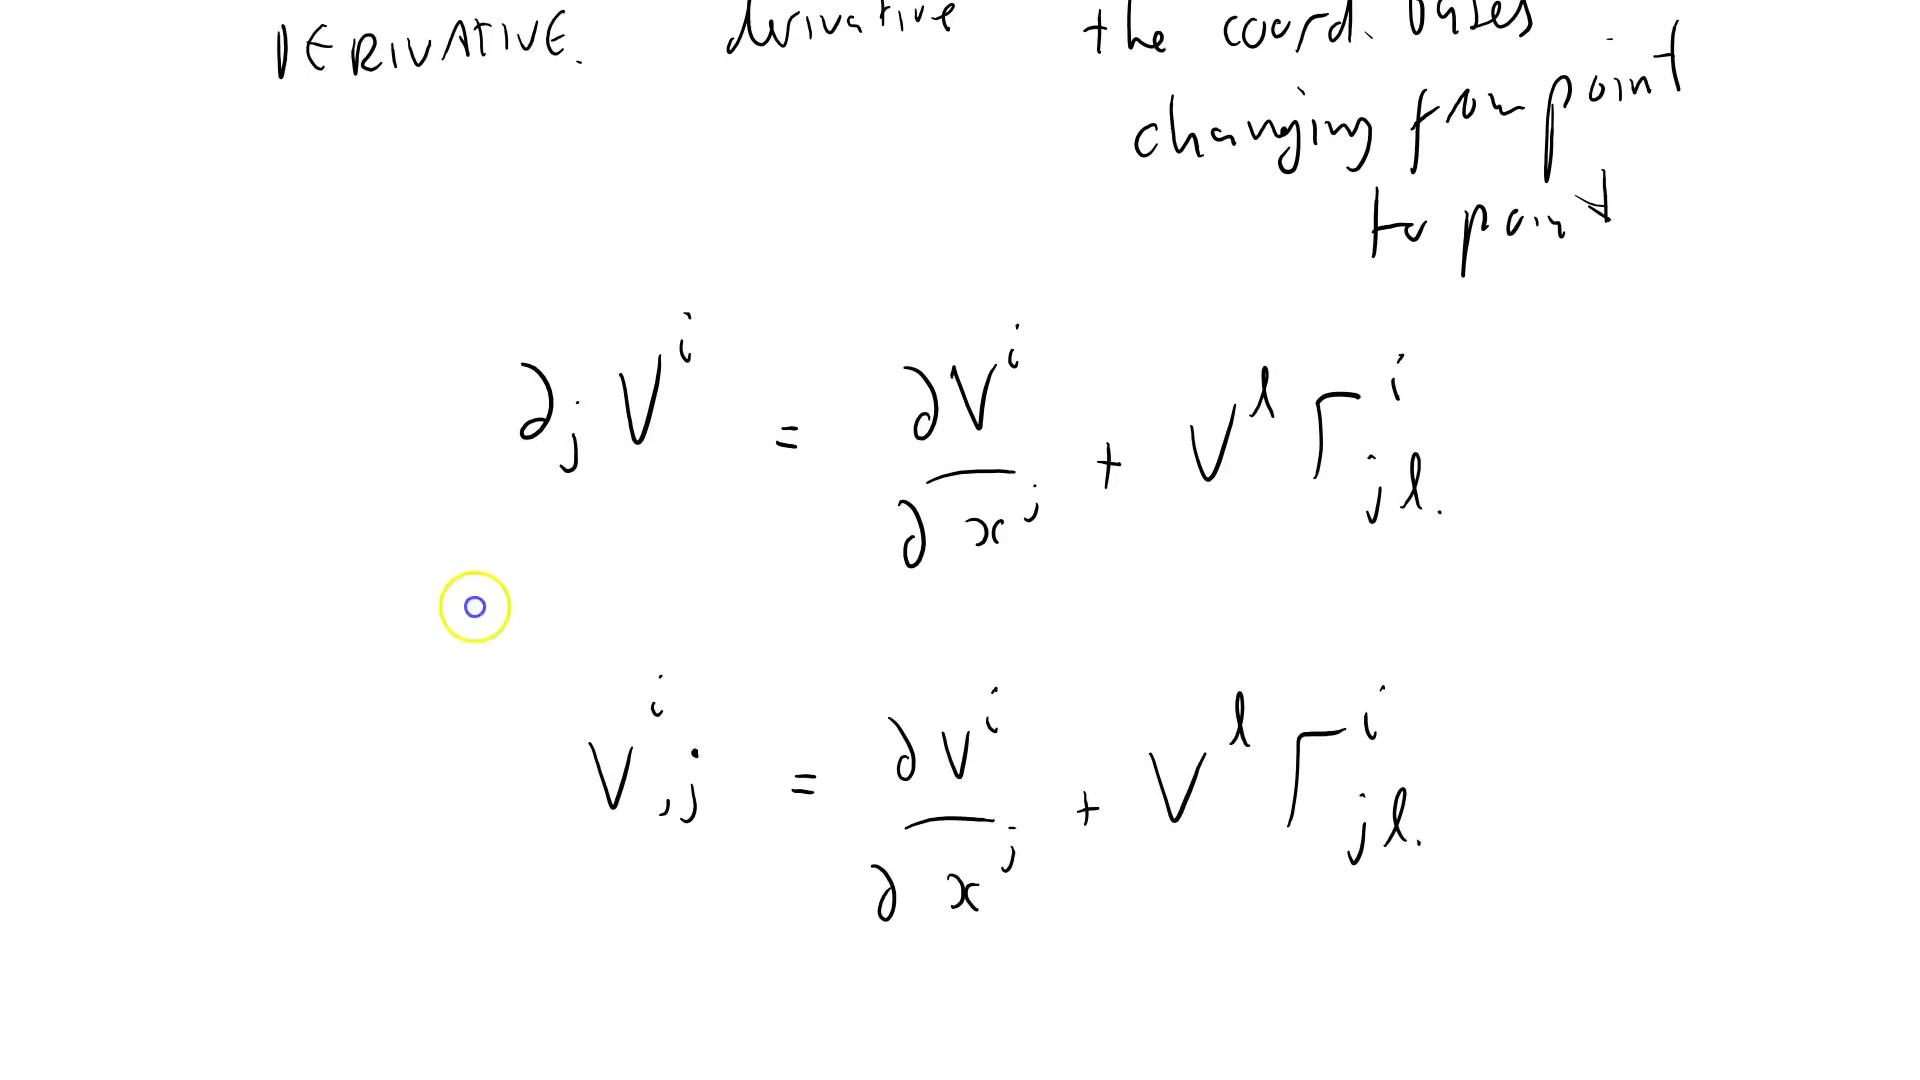 DERIVATIVE. derivative the coord. bases
changing from point
to point
∂_j V^i = ∂V^i / ∂x^j + V^l Γ^i_{jl}.
V^i_{,j} = ∂V^i / ∂x^j + V^l Γ^i_{jl}.